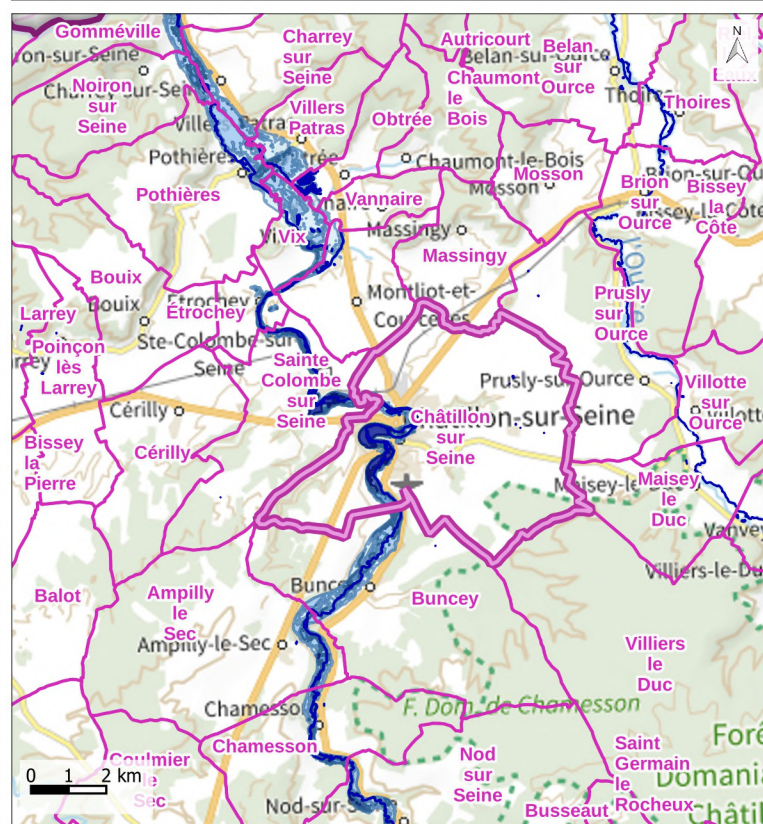 Gomméville
Charrey
sur
Seine
Autricourt
Belan
sur
Ource
N
Noiron
sur
Seine
Chaumont
le
Bois
Thoires
Thoires
Villers
Patras
Obtrée
Pothières
Chaumont-le-Bois
Mosson
Mosson
Brion
sur
Ource
Bissey
la
Côte
Pothières
Vannaire
Vix
Massingy
Massingy
l'Ource
Bouix
Bouix
Étrochey
Étrochey
Montliot-et-
Courcelles
Prusly
sur
Ource
Larrey
Poinçon
lès
Larrey
Ste-Colombe-sur-
Seine
Sainte
Colombe
sur
Seine
Prusly-sur-Ource
Villotte
sur
Ource
Cérilly
Châtillon
sur
Seine
Bissey
la
Pierre
Cérilly
Maisey
le
Duc
Vanvey
Villiers-le-Duc
Balot
Ampilly
le
Sec
Buncey
Buncey
Ampilly-le-Sec
Villiers
le
Duc
Chamesson
F. Dom. de Chamesson
Chamesson
Coulmier
le
Sec
Nod
sur
Seine
Saint
Germain
le
Rocheux
0 1 2 km
Nod-sur-Seine
Busseaut